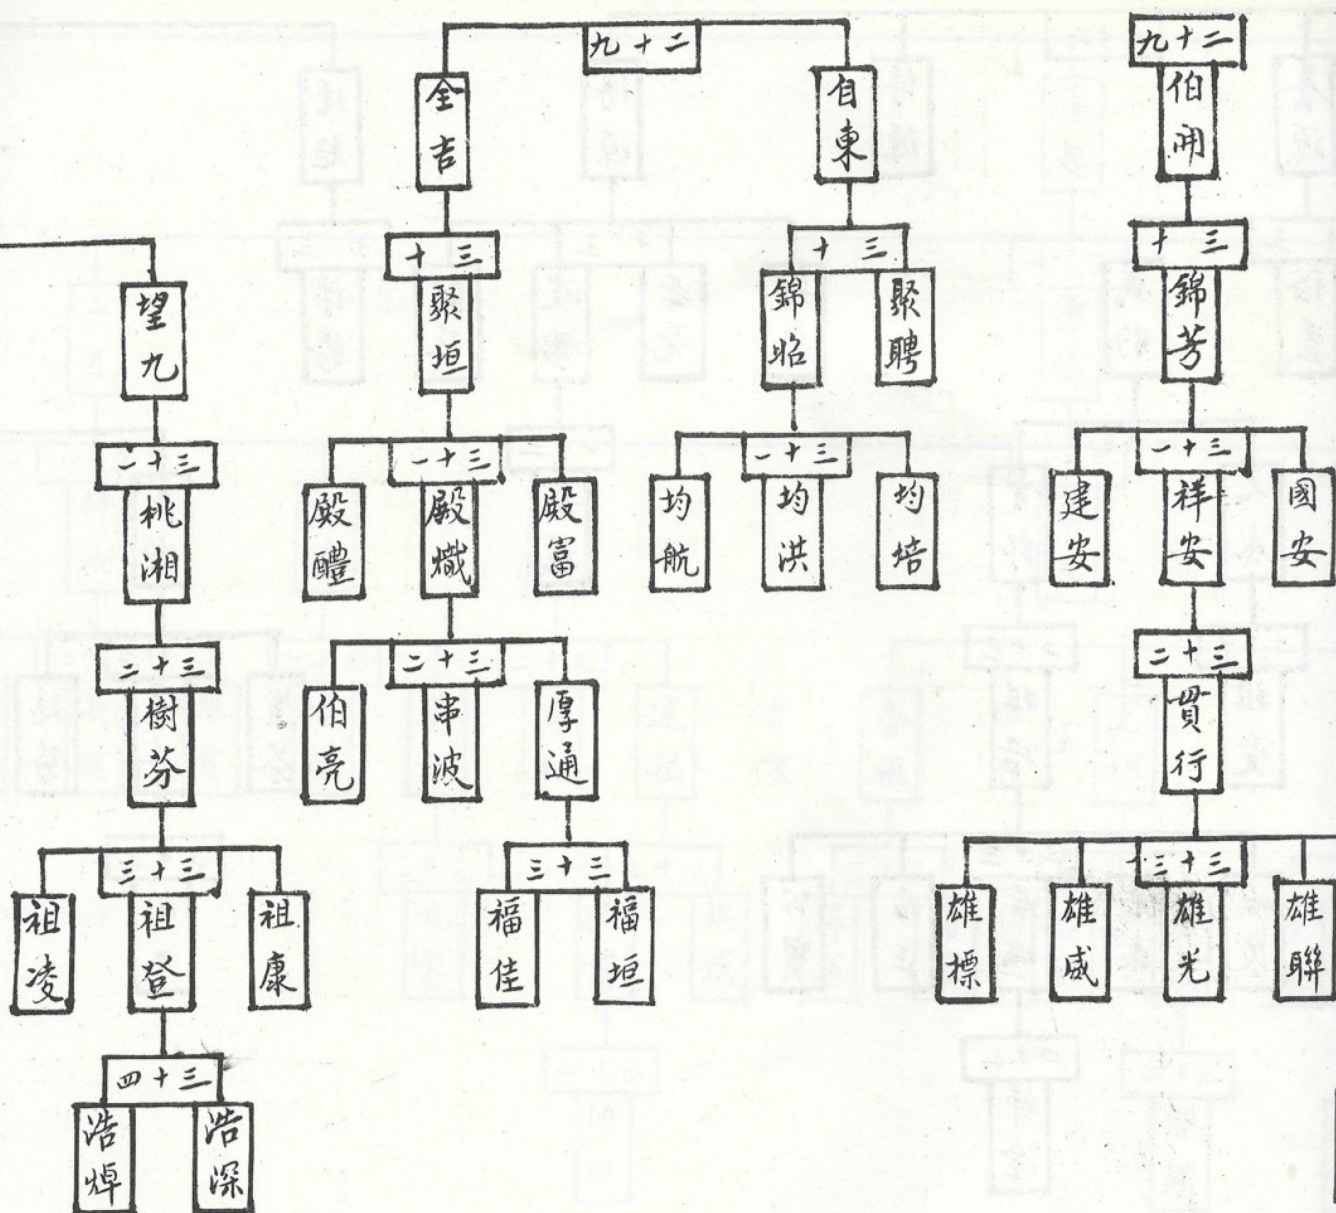 二十九
伯開
三十
錦芳
三十一
國安
祥安
建安
三十二
貫行
三十三
雄聯
雄光
雄威
雄標
二十九
自東
全吉
三十
聚聘
錦昭
三十一
均培
均洪
均航
三十
聚垣
三十一
殿富
殿熾
殿醴
三十二
厚通
串波
伯亮
三十三
福垣
福佳
望九
三十一
桃湘
三十二
樹芬
三十三
祖康
祖登
祖凌
三十四
浩深
浩焯